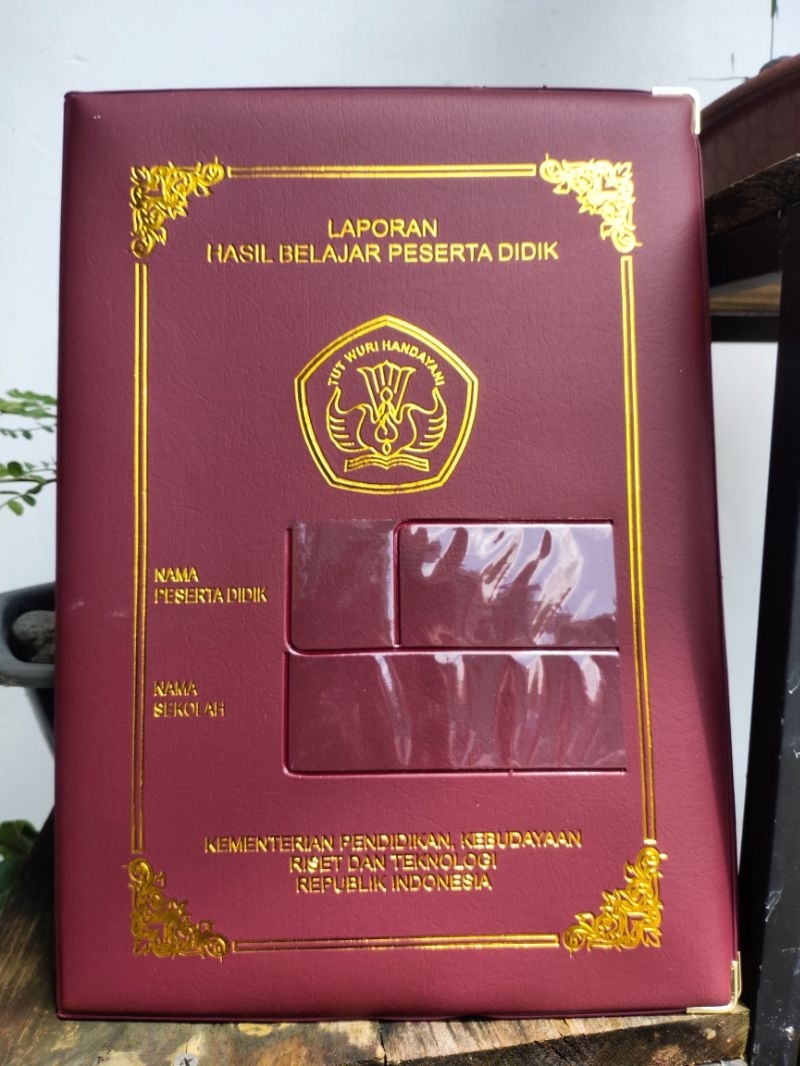 LAPORAN
HASIL BELAJAR PESERTA DIDIK
TUT WURI HANDAYANI
NAMA
PESERTA DIDIK
NAMA
SEKOLAH
KEMENTERIAN PENDIDIKAN, KEBUDAYAAN
RISET DAN TEKNOLOGI
REPUBLIK INDONESIA